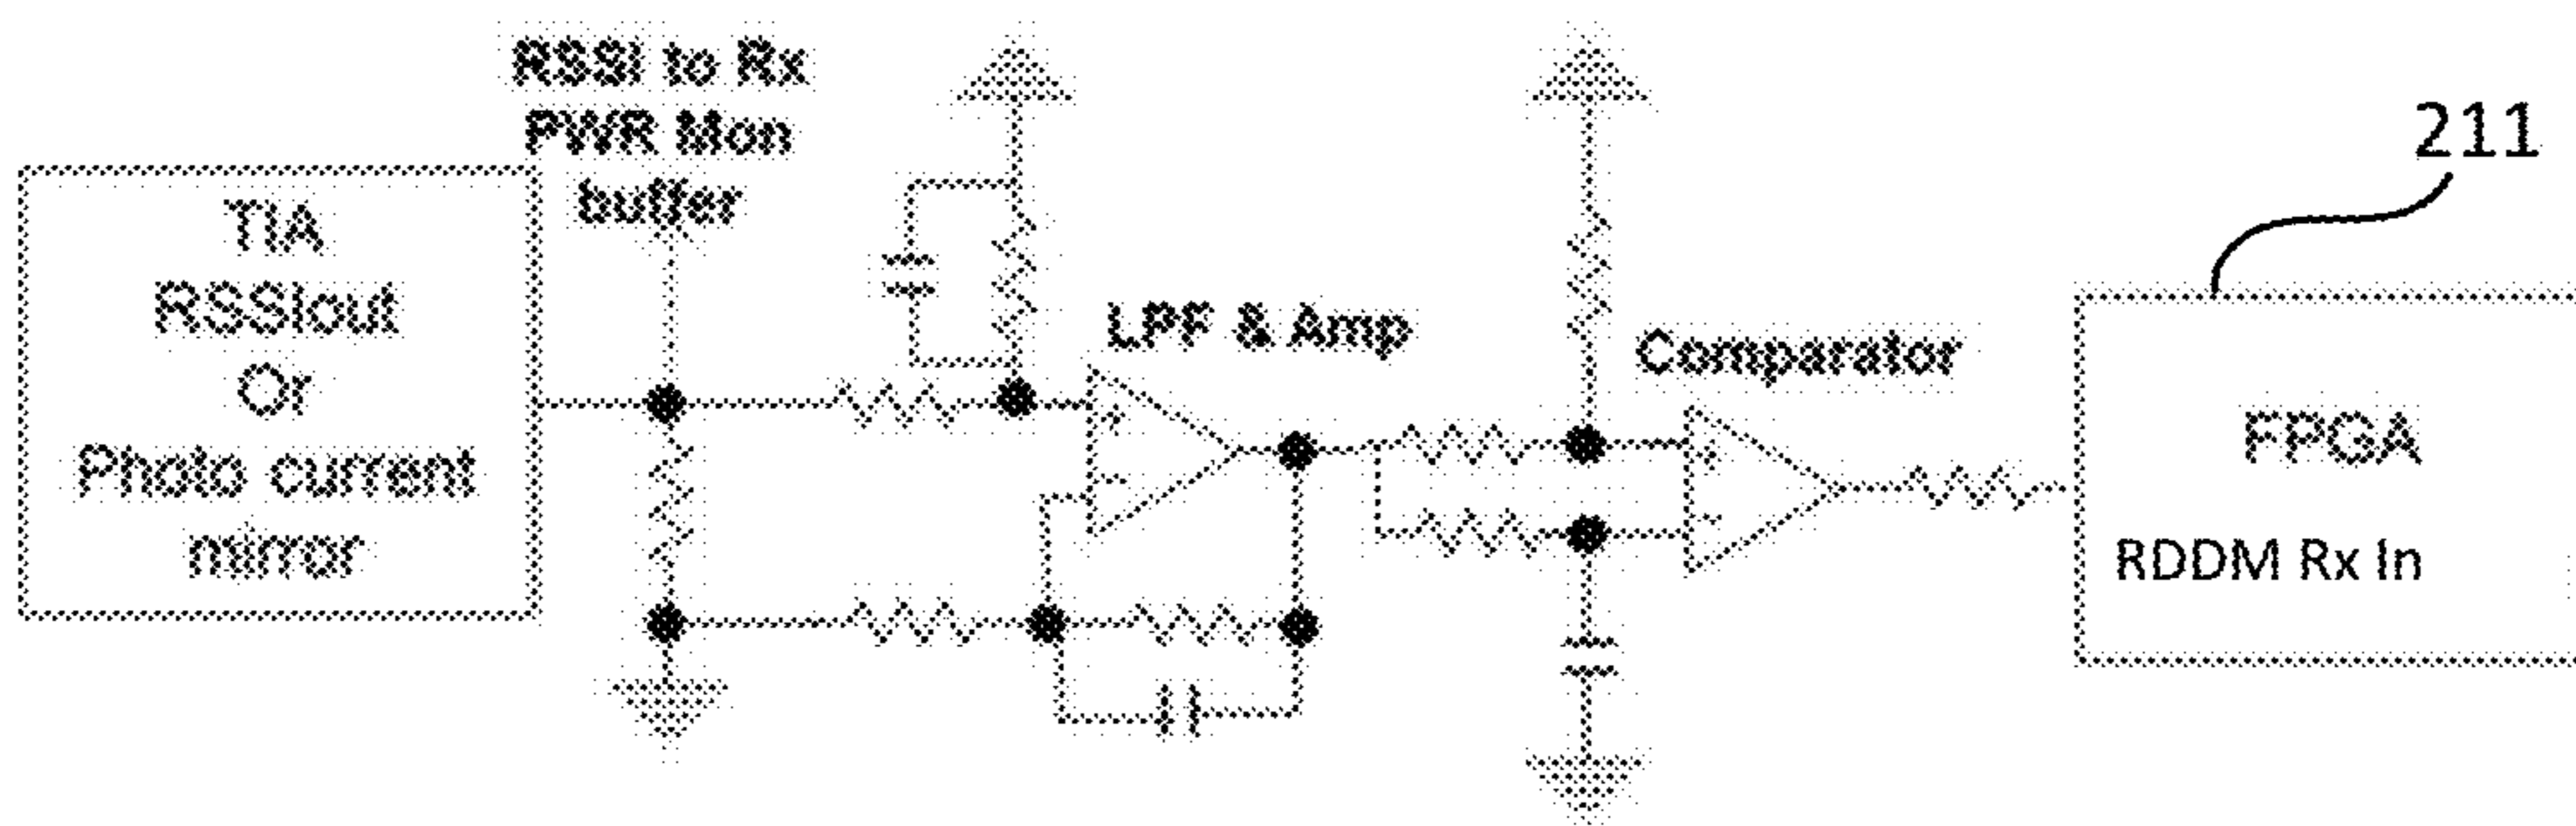 RSSI to Rx
PWR Mon
buffer
TIA
RSSIout
Or
Photo current
mirror
LPF & Amp
Comparator
211
FPGA
RDDM Rx In
+
-
+
-